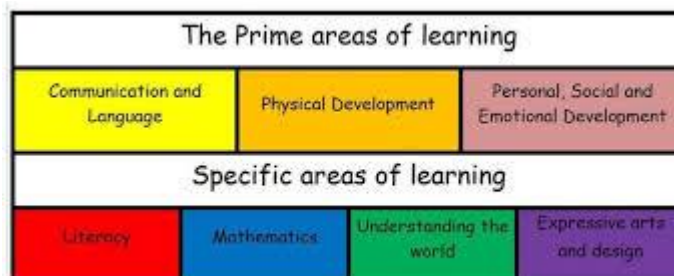 The Prime areas of learning
Communication and
Language
Physical Development
Personal, Social and
Emotional Development
Specific areas of learning
Literacy
Mathematics
Understanding the
world
Expressive arts
and design